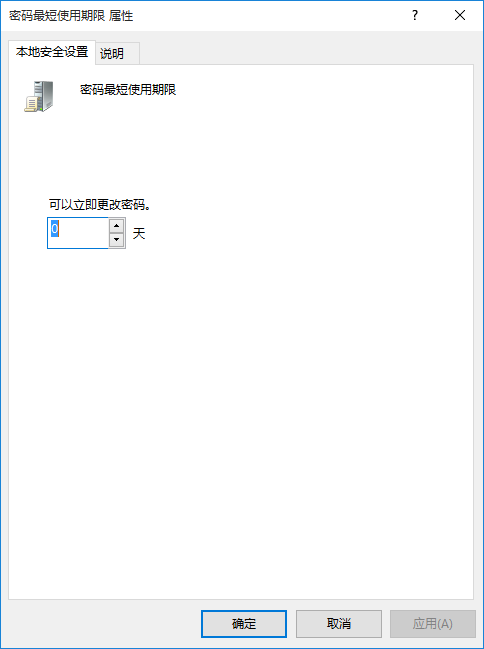 密码最短使用期限 属性
?
本地安全设置
说明
密码最短使用期限
可以立即更改密码。
0
天
确定
取消
应用(A)